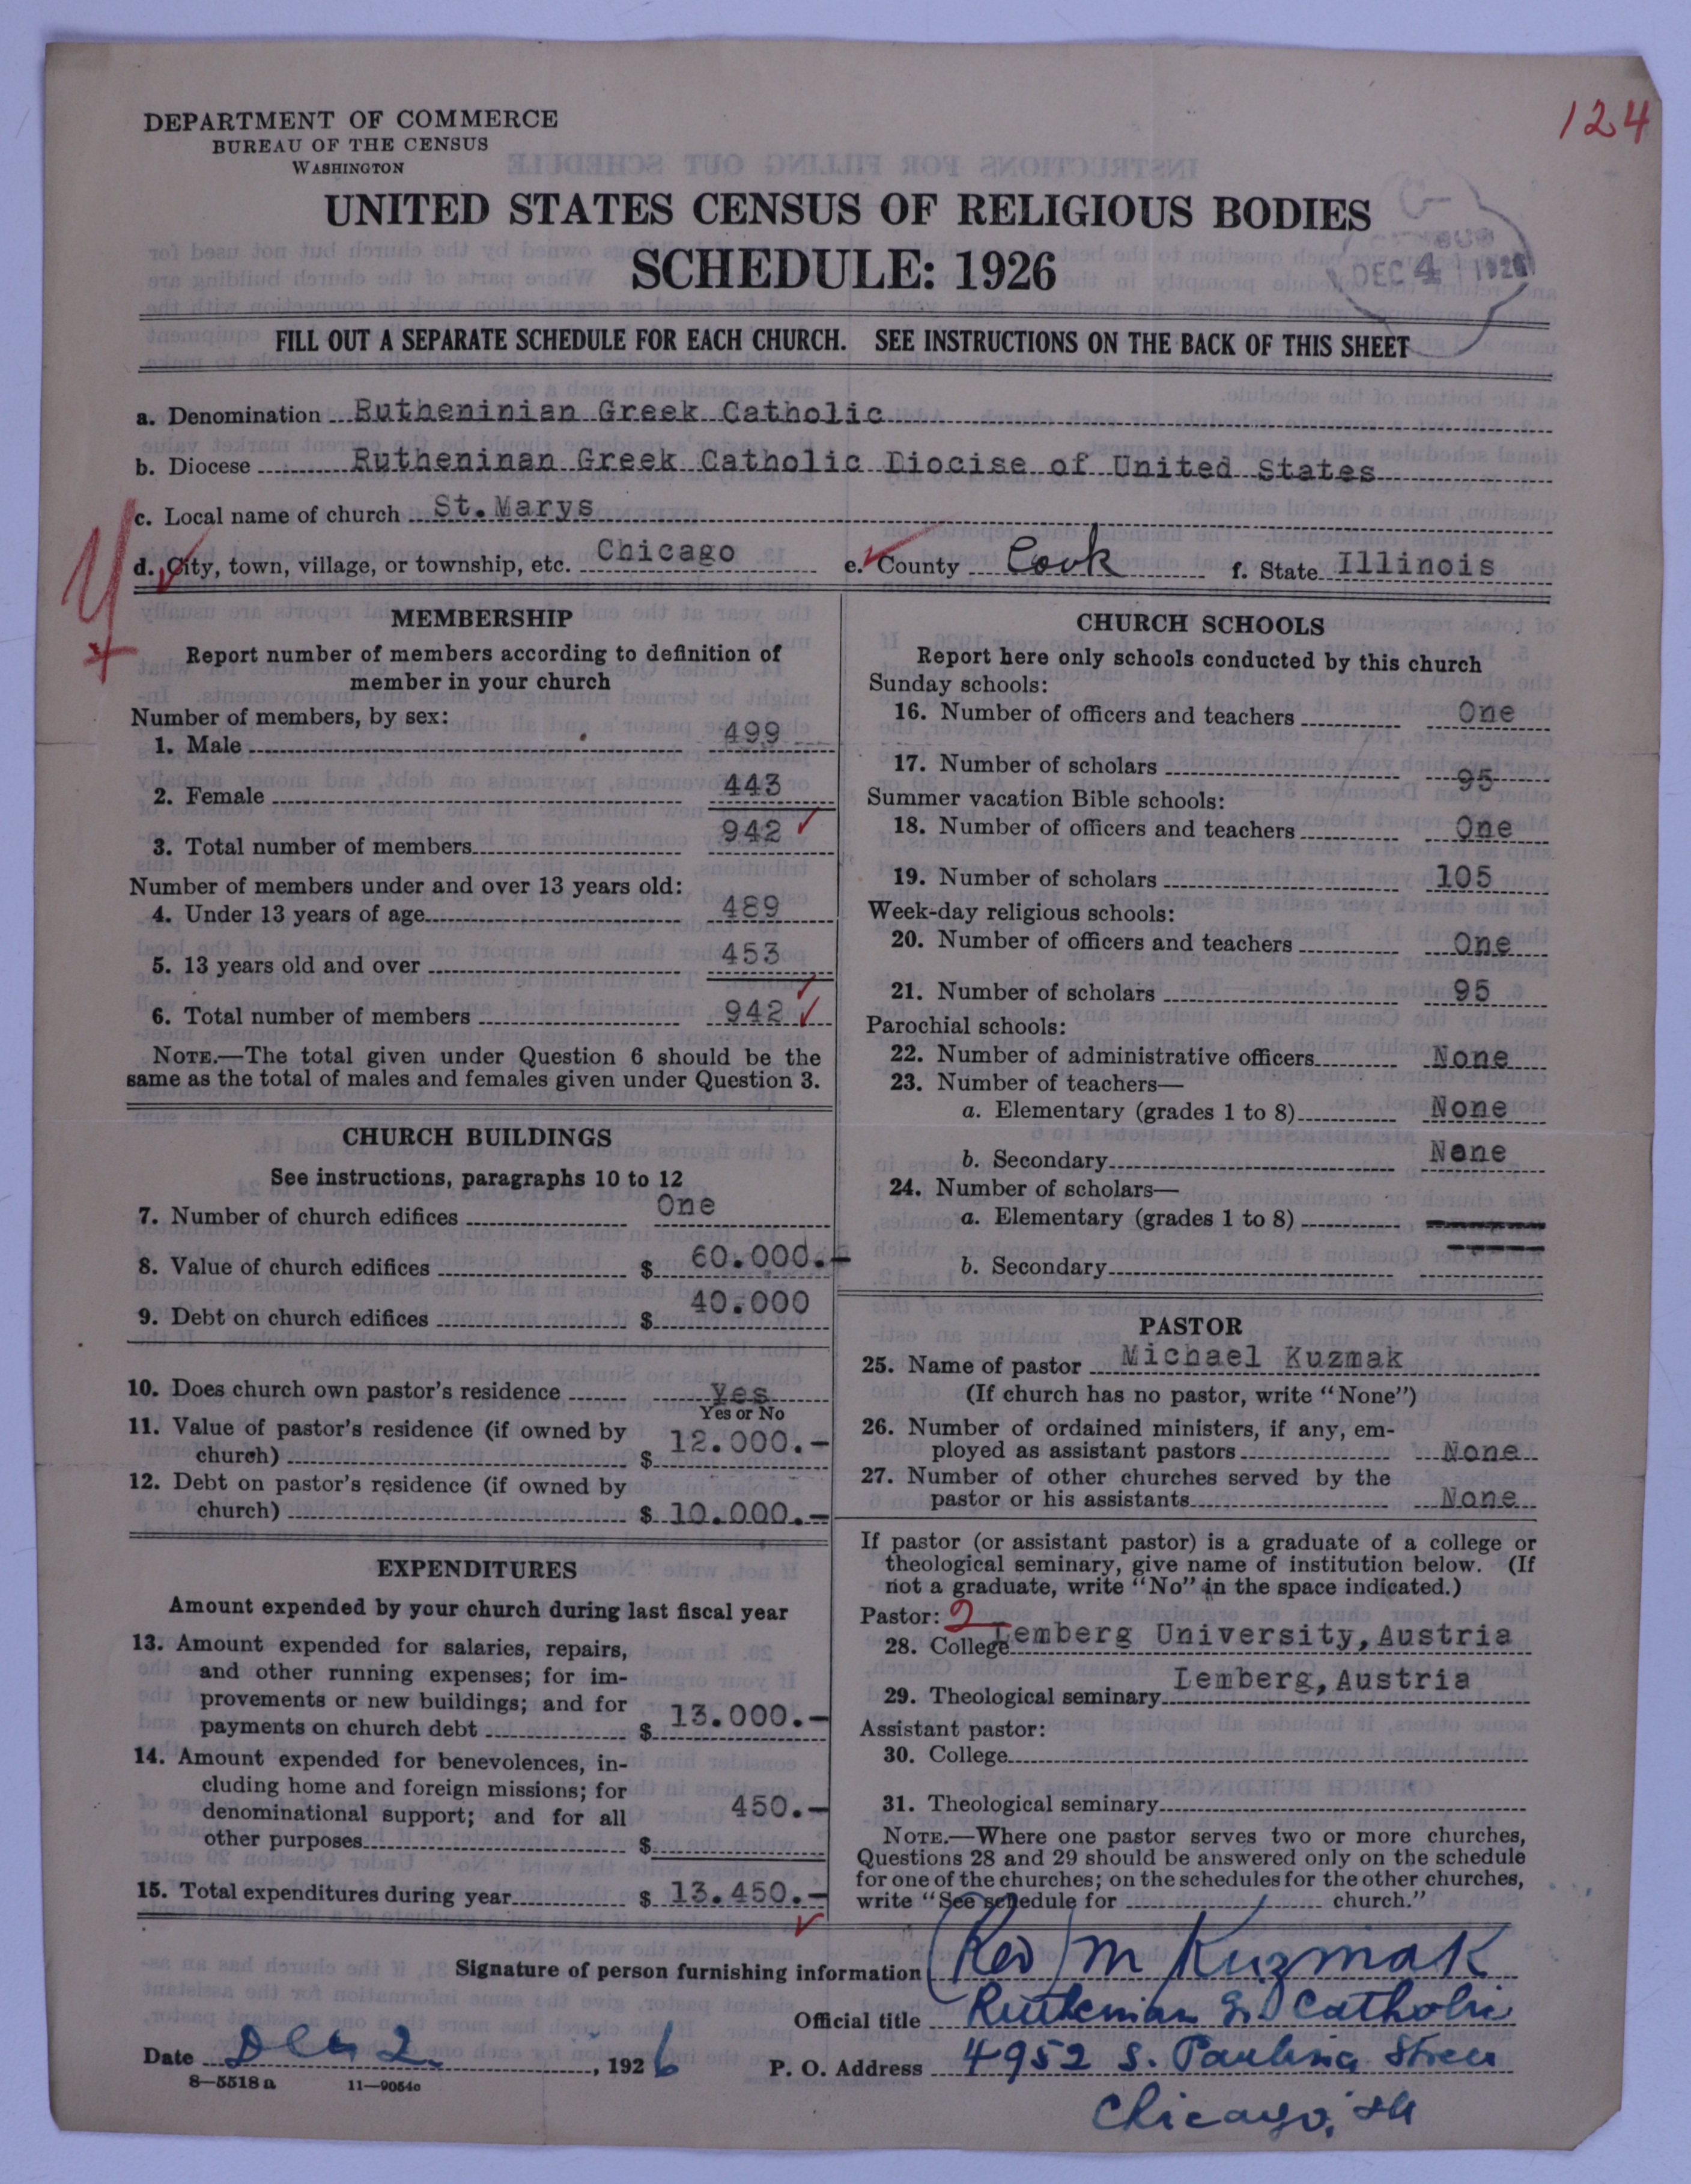 124
DEPARTMENT OF COMMERCE
BUREAU OF THE CENSUS
WASHINGTON
UNITED STATES CENSUS OF RELIGIOUS BODIES
SCHEDULE: 1926
DEC 4 1926
FILL OUT A SEPARATE SCHEDULE FOR EACH CHURCH. SEE INSTRUCTIONS ON THE BACK OF THIS SHEET
a. Denomination Rutheninian Greek Catholic
b. Diocese Rutheninan Greek Catholic Diocise of United States
c. Local name of church St.Marys
d. City, town, village, or township, etc. Chicago e. County Cook f. State Illinois
MEMBERSHIP
Report number of members according to definition of
member in your church
Number of members, by sex:
1. Male 499
2. Female 443
3. Total number of members 942
Number of members under and over 13 years old:
4. Under 13 years of age 489
5. 13 years old and over 453
6. Total number of members 942
NOTE.—The total given under Question 6 should be the
same as the total of males and females given under Question 3.
CHURCH BUILDINGS
See instructions, paragraphs 10 to 12
7. Number of church edifices One
8. Value of church edifices $ 60.000.-
9. Debt on church edifices $ 40.000
10. Does church own pastor's residence Yes
Yes or No
11. Value of pastor's residence (if owned by
church) $ 12.000.-
12. Debt on pastor's residence (if owned by
church) $ 10.000.-
EXPENDITURES
Amount expended by your church during last fiscal year
13. Amount expended for salaries, repairs,
and other running expenses; for im-
provements or new buildings; and for
payments on church debt $ 13.000.-
14. Amount expended for benevolences, in-
cluding home and foreign missions; for
denominational support; and for all
other purposes $ 450.-
15. Total expenditures during year $ 13.450.-
CHURCH SCHOOLS
Report here only schools conducted by this church
Sunday schools:
16. Number of officers and teachers One
17. Number of scholars 95
Summer vacation Bible schools:
18. Number of officers and teachers One
19. Number of scholars 105
Week-day religious schools:
20. Number of officers and teachers One
21. Number of scholars 95
Parochial schools:
22. Number of administrative officers None
23. Number of teachers—
a. Elementary (grades 1 to 8) None
b. Secondary None
24. Number of scholars—
a. Elementary (grades 1 to 8)
b. Secondary
PASTOR
25. Name of pastor Michael Kuzmak
(If church has no pastor, write "None")
26. Number of ordained ministers, if any, em-
ployed as assistant pastors None
27. Number of other churches served by the
pastor or his assistants None
If pastor (or assistant pastor) is a graduate of a college or
theological seminary, give name of institution below. (If
not a graduate, write "No" in the space indicated.)
Pastor: 2
28. College Lemberg University, Austria
29. Theological seminary Lemberg, Austria
Assistant pastor:
30. College
31. Theological seminary
NOTE.—Where one pastor serves two or more churches,
Questions 28 and 29 should be answered only on the schedule
for one of the churches; on the schedules for the other churches,
write "See schedule for church."
Signature of person furnishing information (Rev) M Kuzmak
Official title Ruthenian Gr. Catholic
Date Dec 2, 1926 P. O. Address 4952 S. Paulina Street
8—5518 a 11—9054c
Chicago, Ill